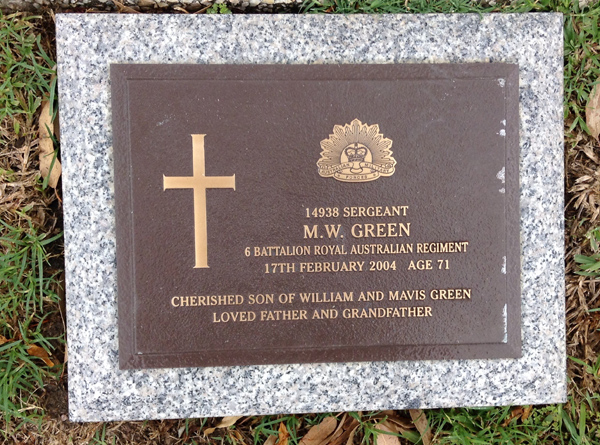 14938 SERGEANT
M.W. GREEN
6 BATTALION ROYAL AUSTRALIAN REGIMENT
17TH FEBRUARY 2004 AGE 71
CHERISHED SON OF WILLIAM AND MAVIS GREEN
LOVED FATHER AND GRANDFATHER